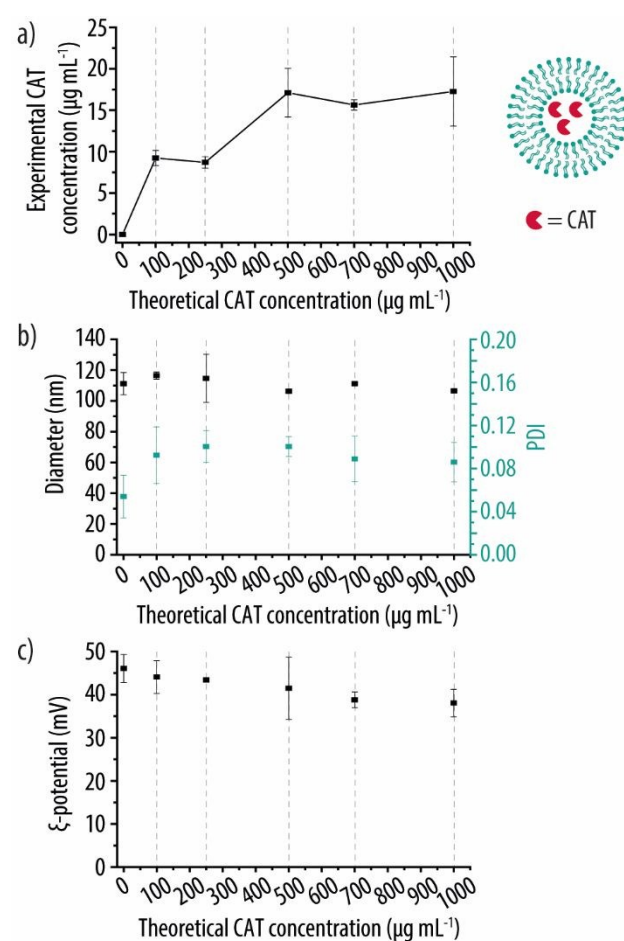 a)
Experimental CAT
concentration (µg mL⁻¹)
25
20
15
10
5
0
0 100 200 300 400 500 600 700 800 900 1000
Theoretical CAT concentration (µg mL⁻¹)
= CAT
b)
Diameter (nm)
140
120
100
80
60
40
20
0
0.20
0.16
0.12
0.08
0.04
0.00
PDI
0 100 200 300 400 500 600 700 800 900 1000
Theoretical CAT concentration (µg mL⁻¹)
c)
ξ-potential (mV)
50
40
30
20
10
0
0 100 200 300 400 500 600 700 800 900 1000
Theoretical CAT concentration (µg mL⁻¹)